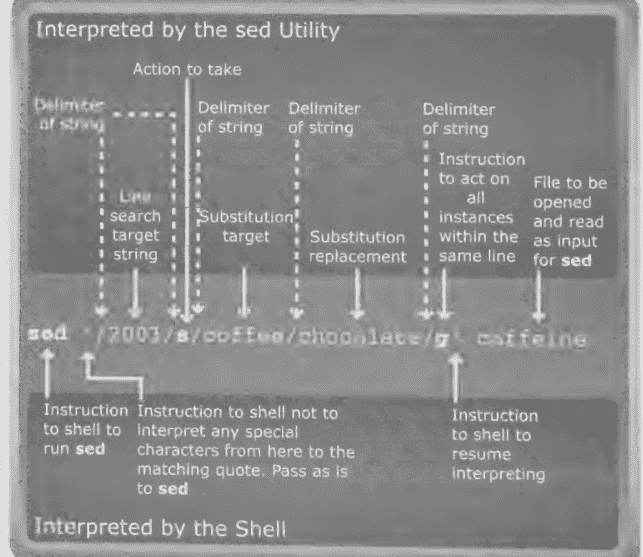 Interpreted by the sed Utility
Action to take
Delimiter
of string
Delimiter
of string
Delimiter
of string
Delimiter
of string
Line
search
target
string
Substitution
target
Substitution
replacement
Instruction
to act on
all
instances
within the
same line
File to be
opened
and read
as input
for sed
sed '/2001/s/coffee/chocolate/g' caffeine
Instruction
to shell to
run sed
Instruction to shell not to
interpret any special
characters from here to the
matching quote. Pass as is
to sed
Instruction
to shell to
resume
interpreting
Interpreted by the Shell